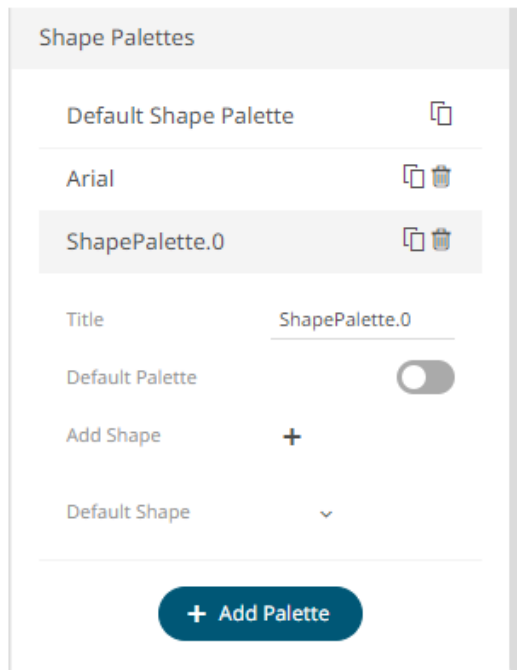 Shape Palettes
Default Shape Palette
Arial
ShapePalette.0
Title ShapePalette.0
Default Palette
Add Shape +
Default Shape
+ Add Palette